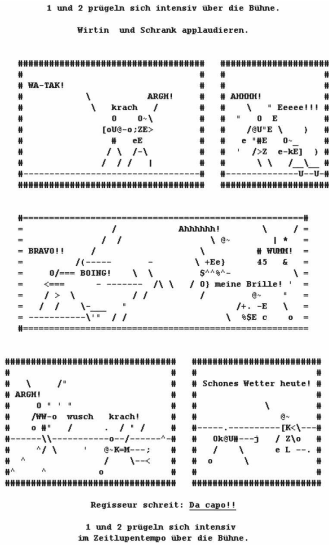 1 und 2 prügeln sich intensiv über die Bühne.
Wirtin und Schrank applaudieren.
WA-TAK!
ARGH!
krach
AHHHH!
Eeeee!!!
Ahhhhhh!
BRAVO!!
WUMM!
BOING!
meine Brille!
ARGH!
wusch krach!
Schones Wetter heute!
Regisseur schreit: Da capo!!
1 und 2 prügeln sich intensiv
im Zeitlupentempo über die Bühne.